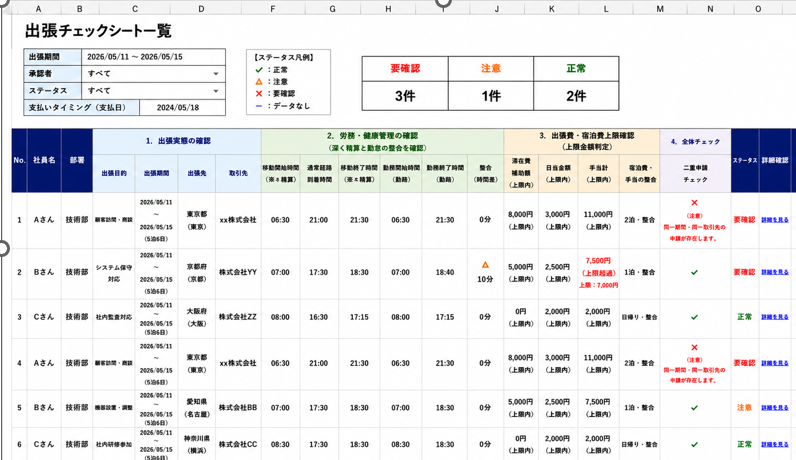 A B C D F G H I J K L M N O
出張チェックシート一覧
出張期間 2026/05/11 ～ 2026/05/15
承認者 すべて
ステータス すべて
支払いタイミング（支払日） 2024/05/18
【ステータス凡例】
✓ ：正常
△ ：注意
✕ ：要確認
－ ：データなし
要確認 注意 正常
3件 1件 2件
No. 社員名 部署 1．出張実態の確認 2．労務・健康管理の確認 3．出張費・宿泊費上限確認 4．全体チェック ステータス 詳細確認
（深く精算と勤怠の整合を確認） （上限金額判定）
出張目的 出張期間 出張先 取引先 移動開始時間 通常経路 移動終了時間 勤務開始時間 勤務終了時間 整合 滞在費 日当金額 手当計 宿泊費・ 二重申請
（※＊精算） 到着時間 （※＊精算） （勤怠） （勤怠） （時間差） 補助額 （上限内） （上限内） 手当の整合 チェック
（上限内）
1 Aさん 技術部 顧客訪問・商談 2026/05/11 ～ 2026/05/15 （5泊6日） 東京都（東京） xx株式会社 06:30 21:00 21:30 06:30 21:30 0分 8,000円（上限内） 3,000円（上限内） 11,000円（上限内） 2泊・整合 ✕ （注意） 同一期間・同一取引先の申請が存在します。 要確認 詳細を見る
2 Bさん 技術部 システム保守対応 2026/05/11 ～ 2026/05/15 （5泊6日） 京都府（京都） 株式会社YY 07:00 17:30 18:30 07:00 18:40 △ 10分 5,000円（上限内） 2,500円（上限内） 7,500円（上限超過） 上限：7,000円 1泊・整合 ✓ 要確認 詳細を見る
3 Cさん 技術部 社内監査対応 2026/05/11 ～ 2026/05/15 （5泊6日） 大阪府（大阪） 株式会社ZZ 08:00 16:30 17:15 08:00 17:15 0分 0円（上限内） 2,000円（上限内） 2,000円（上限内） 日帰り・整合 ✓ 正常 詳細を見る
4 Aさん 技術部 顧客訪問・商談 2026/05/11 ～ 2026/05/15 （5泊6日） 東京都（東京） xx株式会社 06:30 21:00 21:30 06:30 21:30 0分 8,000円（上限内） 3,000円（上限内） 11,000円（上限内） 2泊・整合 ✕ （注意） 同一期間・同一取引先の申請が存在します。 要確認 詳細を見る
5 Bさん 技術部 機器設置・調整 2026/05/11 ～ 2026/05/15 （5泊6日） 愛知県（名古屋） 株式会社BB 07:00 17:30 18:30 07:00 18:30 0分 5,000円（上限内） 2,500円（上限内） 7,500円（上限内） 1泊・整合 ✓ 注意 詳細を見る
6 Cさん 技術部 社内研修参加 2026/05/11 ～ 2026/05/15 （5泊6日） 神奈川県（横浜） 株式会社CC 08:30 17:30 18:30 08:30 18:30 0分 0円（上限内） 2,000円（上限内） 2,000円（上限内） 日帰り・整合 ✓ 正常 詳細を見る